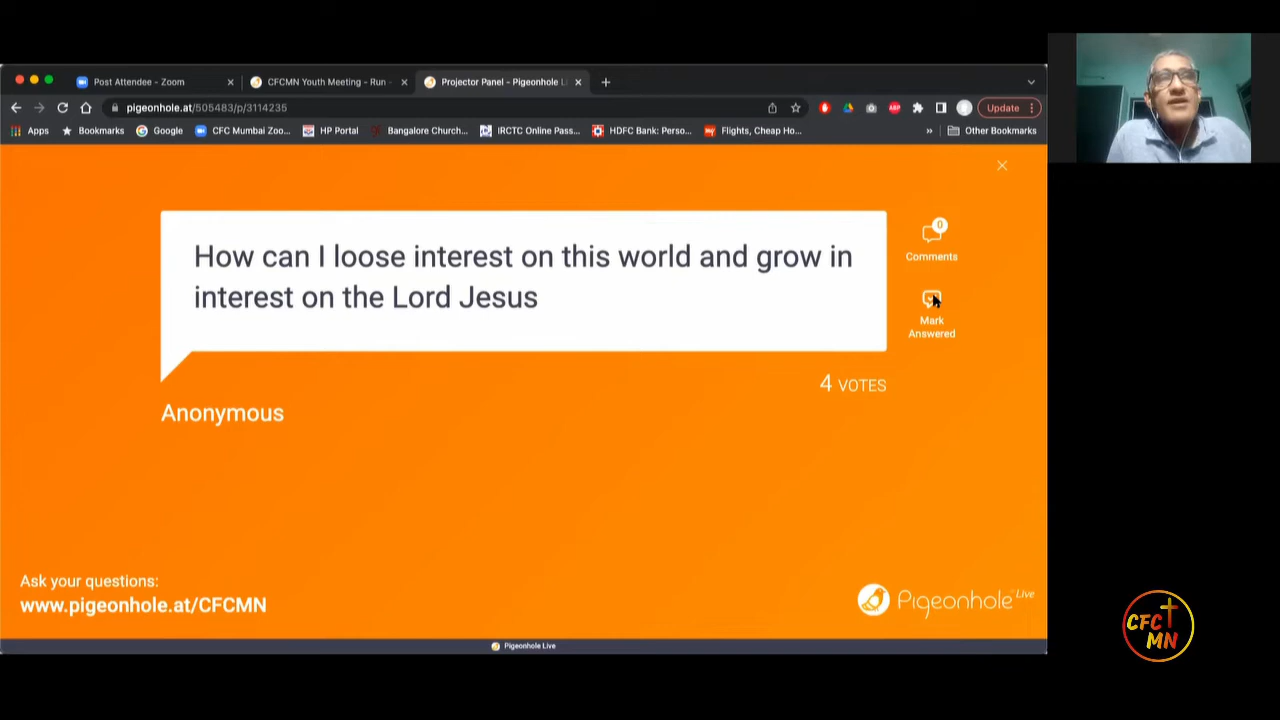 Post Attendee - Zoom
CFCMN Youth Meeting - Run
Projector Panel - Pigeonhole Li
pigeonhole.at/505483/p/3114235
Update
Apps
Bookmarks
Google
CFC Mumbai Zoo...
HP Portal
Bangalore Church...
IRCTC Online Pass...
HDFC Bank: Perso...
Flights, Cheap Ho...
»
Other Bookmarks
How can I loose interest on this world and grow in
interest on the Lord Jesus
0
Comments
Mark
Answered
4 VOTES
Anonymous
Ask your questions:
www.pigeonhole.at/CFCMN
Pigeonhole Live
Pigeonhole Live
CFC
MN